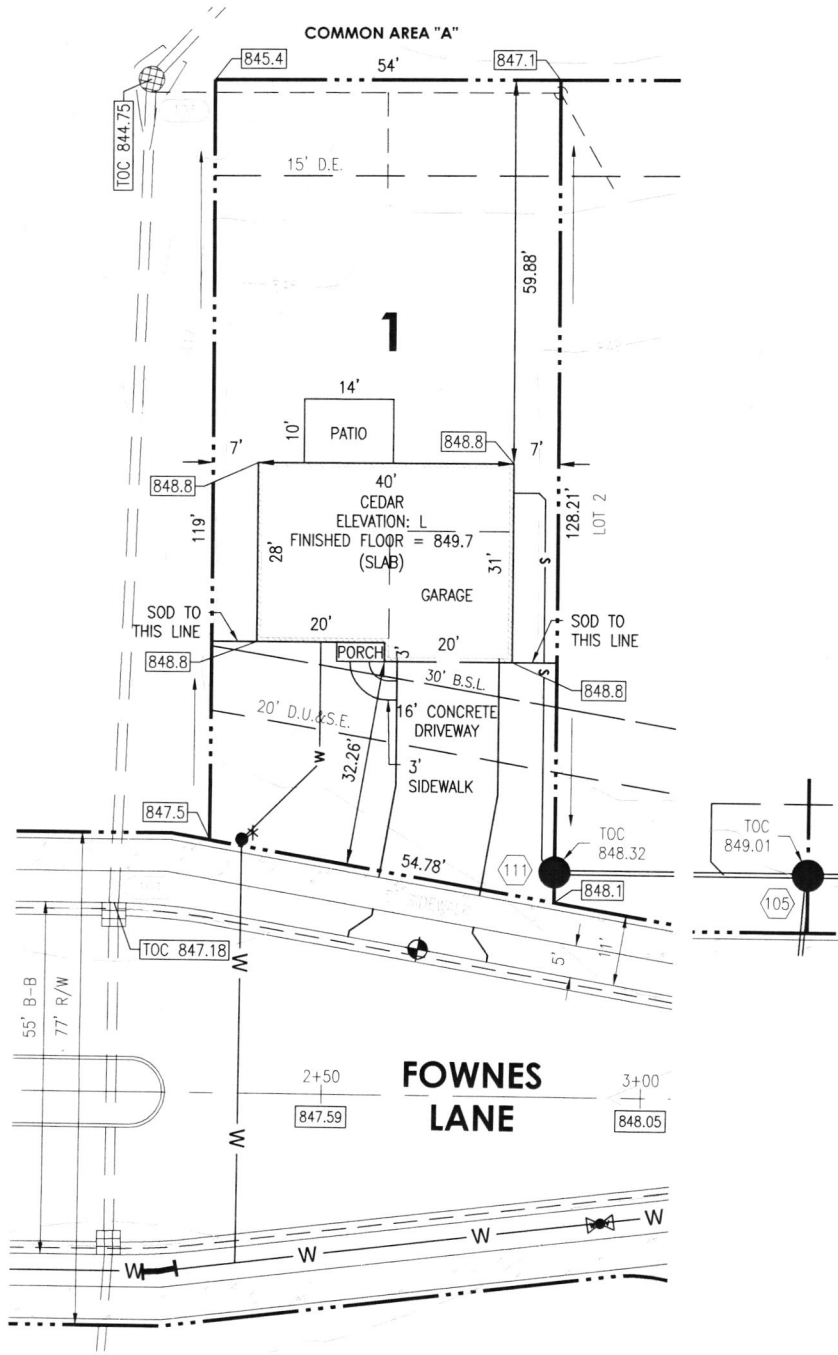 COMMON AREA "A"
845.4
54'
847.1
TOC 844.75
15' D.E.
59.88'
1
14'
10'
PATIO
7'
848.8
7'
848.8
40'
CEDAR
ELEVATION: L
FINISHED FLOOR = 849.7
(SLAB)
119'
28'
31'
128.21'
LOT 2
S
GARAGE
SOD TO
THIS LINE
20'
20'
SOD TO
THIS LINE
PORCH
3'
848.8
848.8
30' B.S.L.
S
20' D.U.&S.E.
16' CONCRETE
DRIVEWAY
W
32.26'
3'
SIDEWALK
847.5
54.78'
111
TOC
848.32
TOC
849.01
848.1
105
SIDEWALK
TOC 847.18
W
5'
11'
55' B-B
77' R/W
FOWNES
LANE
2+50
847.59
3+00
848.05
W
W
W
W
W